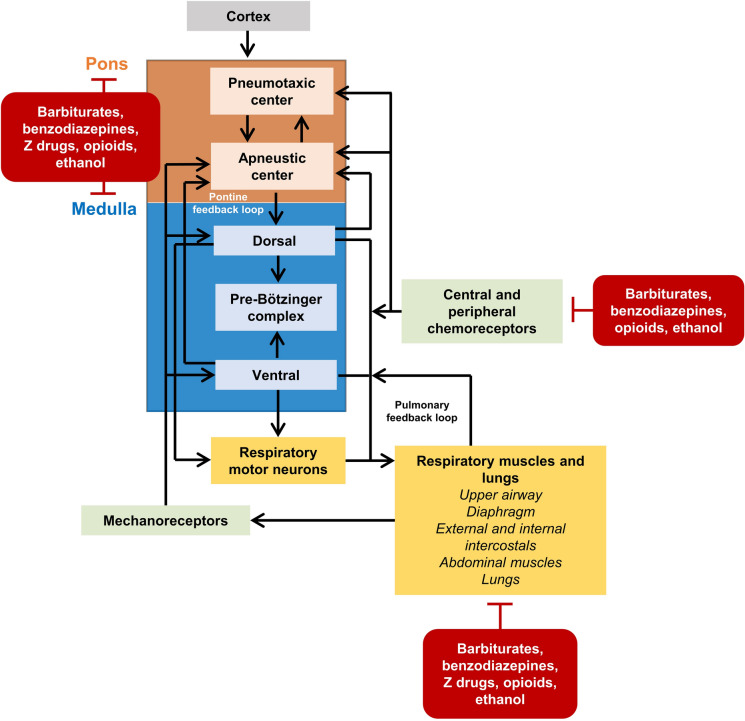 Cortex
Pons
Barbiturates,
benzodiazepines,
Z drugs, opioids,
ethanol
Medulla
Pneumotaxic
center
Apneustic
center
Pontine
feedback loop
Dorsal
Pre-Bötzinger
complex
Ventral
Central and
peripheral
chemoreceptors
Barbiturates,
benzodiazepines,
opioids, ethanol
Pulmonary
feedback loop
Respiratory
motor neurons
Respiratory muscles and
lungs
Upper airway
Diaphragm
External and internal
intercostals
Abdominal muscles
Lungs
Mechanoreceptors
Barbiturates,
benzodiazepines,
Z drugs, opioids,
ethanol